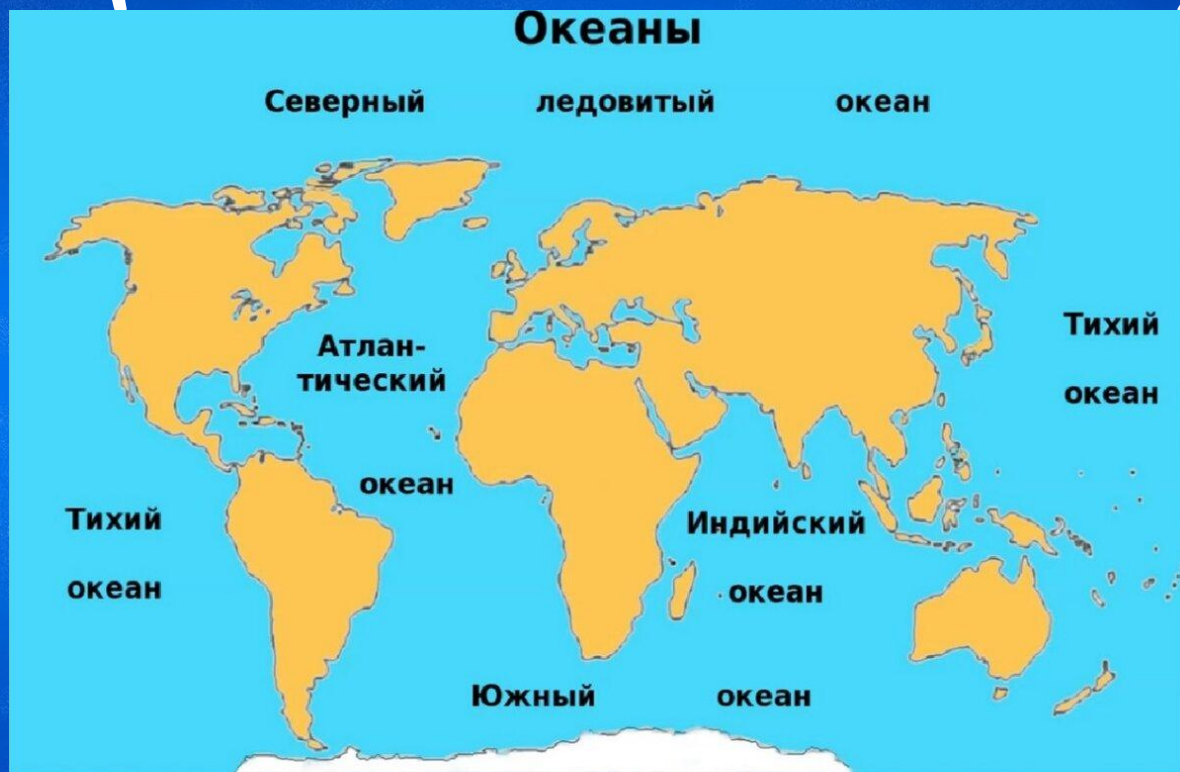 Океаны
Северный ледовитый океан
Тихий
Атлан-
тический
океан
океан
Тихий
Индийский
океан
океан
Южный океан